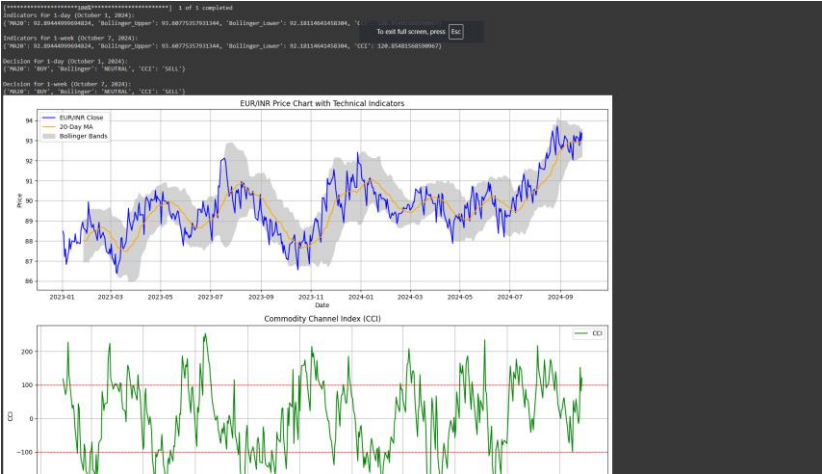 [*********************100%***********************] 1 of 1 completed
Indicators for 1-day (October 1, 2024):
{'MA20': 92.89444999694824, 'Bollinger_Upper': 93.60775357931344, 'Bollinger_Lower': 92.18114641458304, 'C
To exit full screen, press Esc
Indicators for 1-week (October 7, 2024):
{'MA20': 92.89444999694824, 'Bollinger_Upper': 93.60775357931344, 'Bollinger_Lower': 92.18114641458304, 'CCI': 120.85481568590967}
Decision for 1-day (October 1, 2024):
{'MA20': 'BUY', 'Bollinger': 'NEUTRAL', 'CCI': 'SELL'}
Decision for 1-week (October 7, 2024):
{'MA20': 'BUY', 'Bollinger': 'NEUTRAL', 'CCI': 'SELL'}
EUR/INR Price Chart with Technical Indicators
EUR/INR Close
20-Day MA
Bollinger Bands
94
93
92
91
90
89
88
87
86
Price
2023-01 2023-03 2023-05 2023-07 2023-09 2023-11 2024-01 2024-03 2024-05 2024-07 2024-09
Date
Commodity Channel Index (CCI)
CCI
200
100
0
−100
CCI